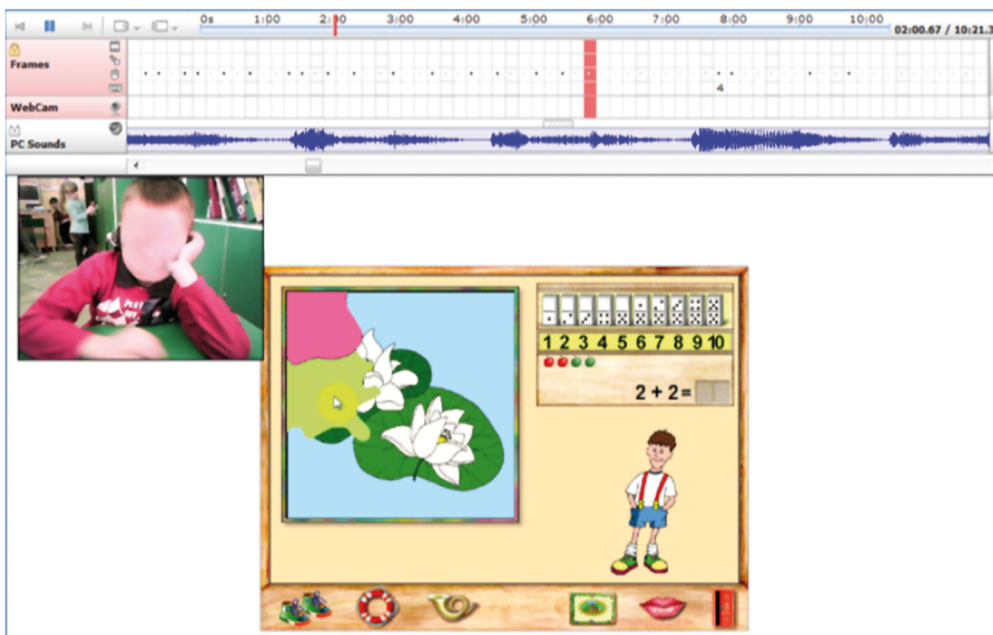 0s 1:00 2:00 3:00 4:00 5:00 6:00 7:00 8:00 9:00 10:00
02:00.67 / 10:21.3
Frames
4
WebCam
PC Sounds
1 2 3 4 5 6 7 8 9 10
2 + 2 =